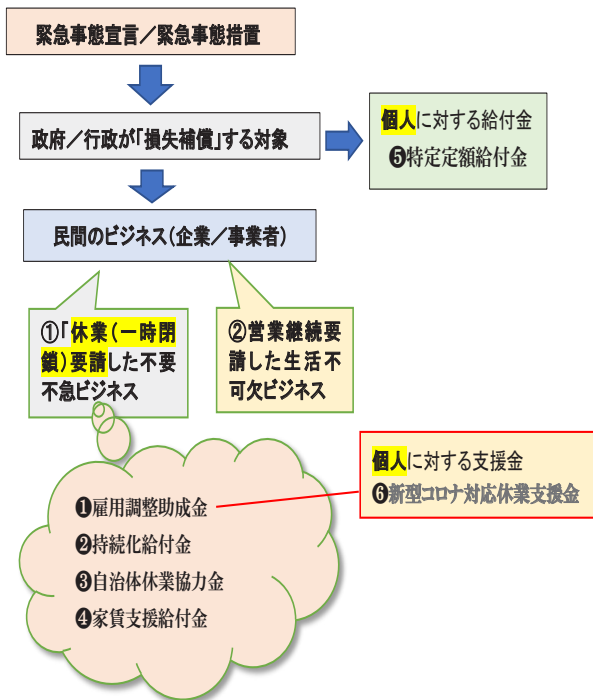 緊急事態宣言／緊急事態措置
政府／行政が「損失補償」する対象
個人に対する給付金
❺特定定額給付金
民間のビジネス（企業／事業者）
①「休業（一時閉
鎖）要請した不要
不急ビジネス
②営業継続要
請した生活不
可欠ビジネス
個人に対する支援金
❻新型コロナ対応休業支援金
❶雇用調整助成金
❷持続化給付金
❸自治体休業協力金
❹家賃支援給付金